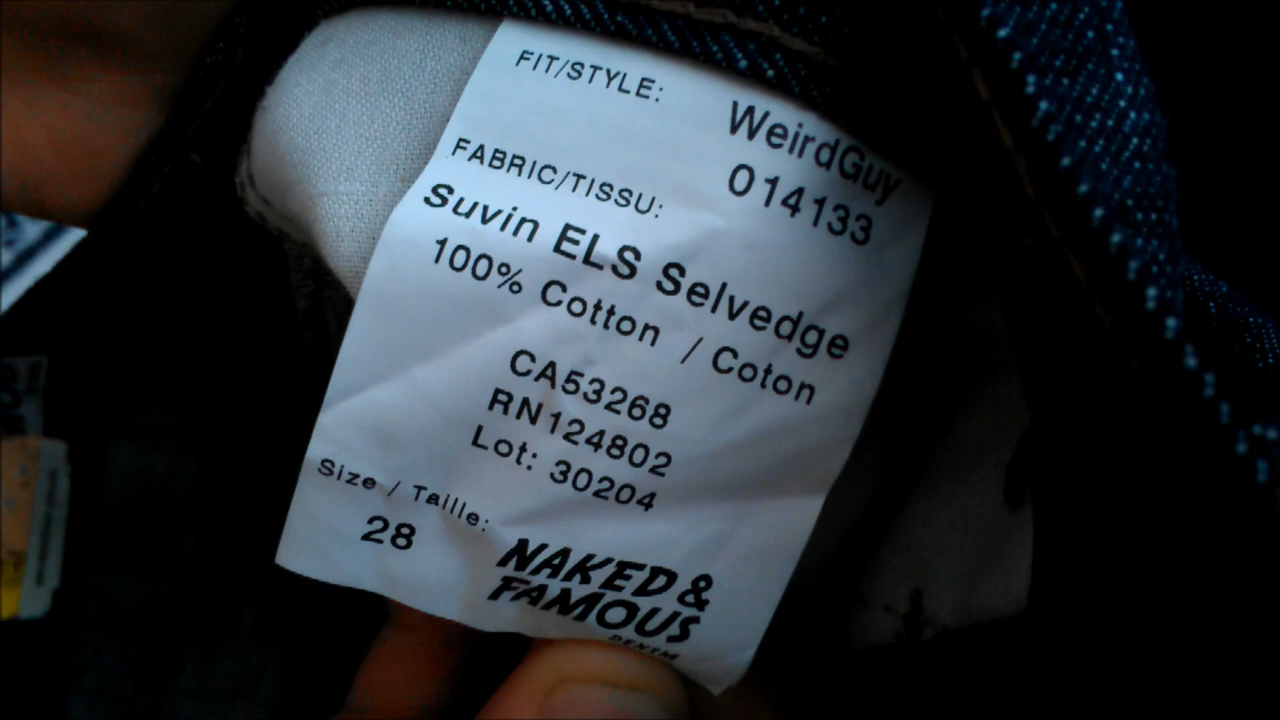 FIT/STYLE:
WeirdGuy
014133
FABRIC/TISSU:
Suvin ELS Selvedge
100% Cotton / Coton
CA53268
RN124802
Lot: 30204
Size / Taille:
28
NAKED &
FAMOUS
DENIM